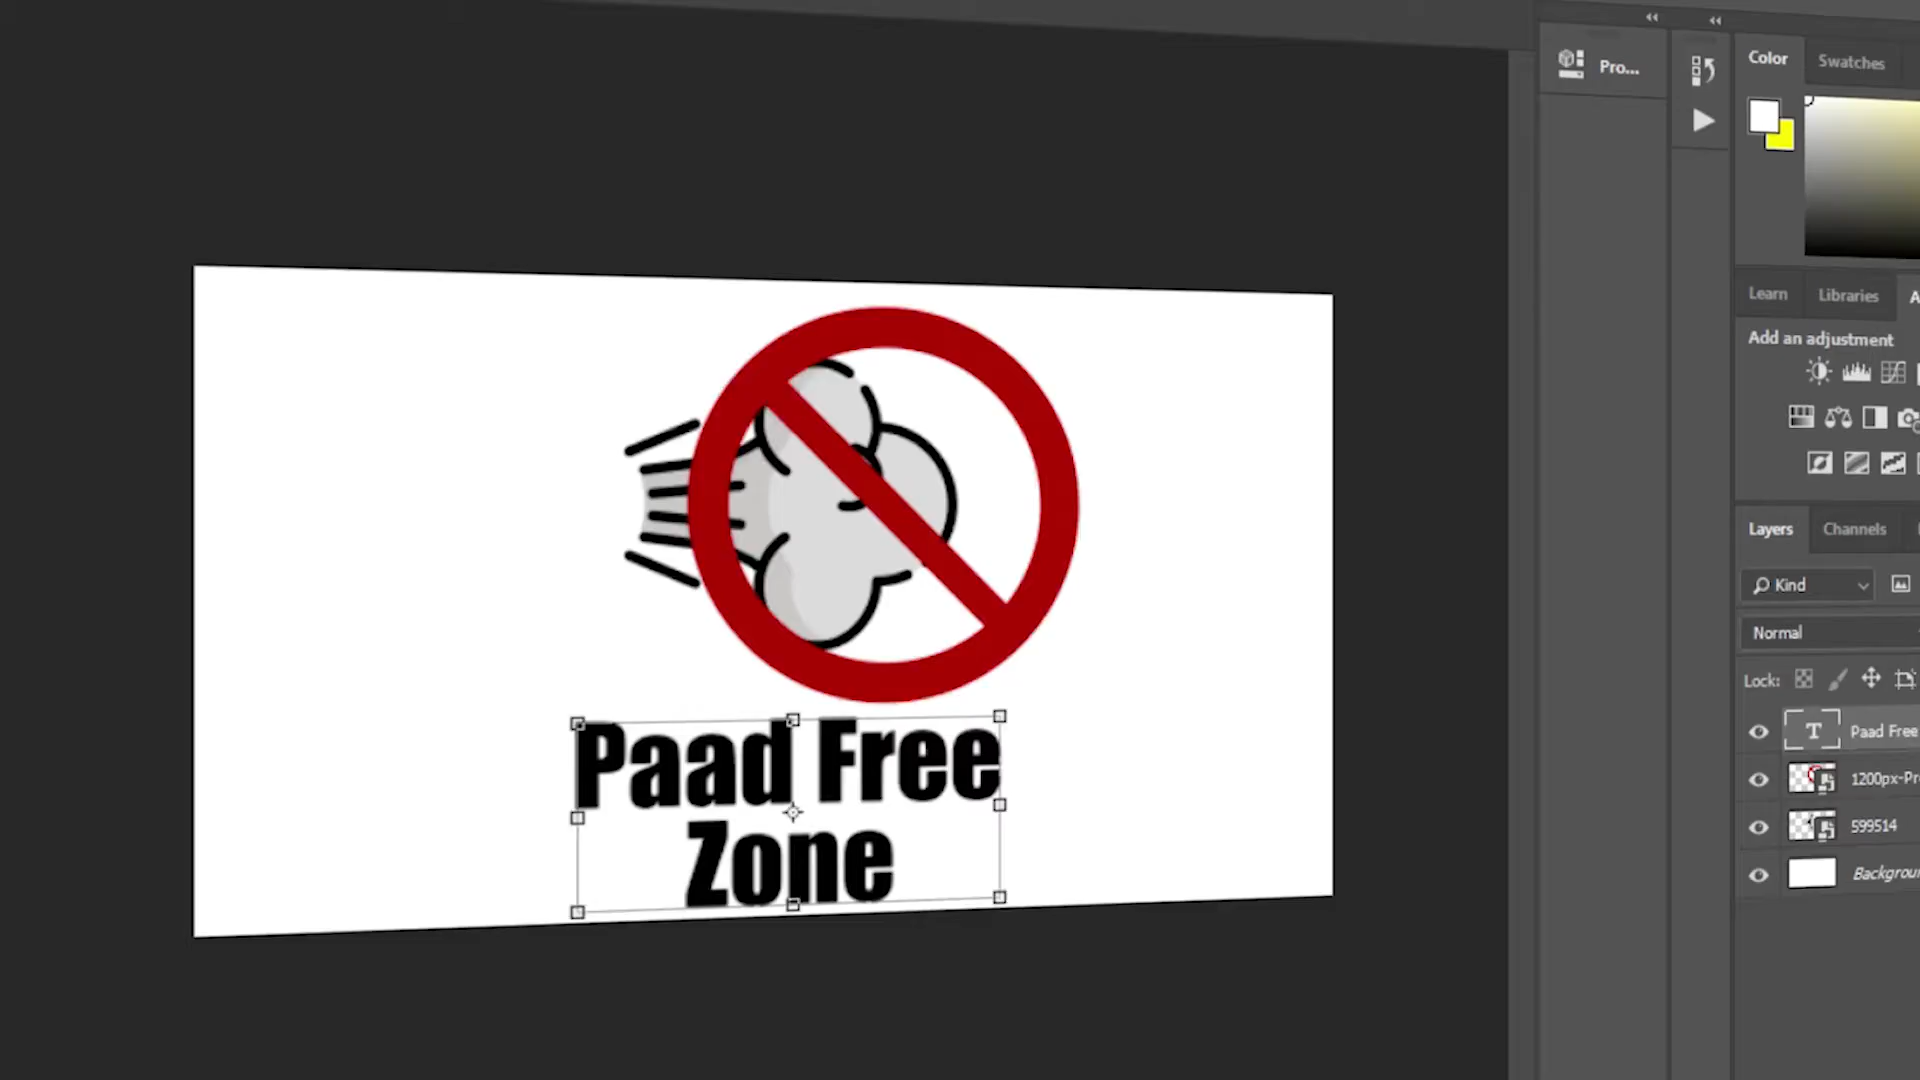 Pro...
Color
Swatches
Learn
Libraries
Add an adjustment
Layers
Channels
Kind
Normal
Lock:
T
Paad Free
1200px-Pr
599514
Backgrou
Paad Free
Zone